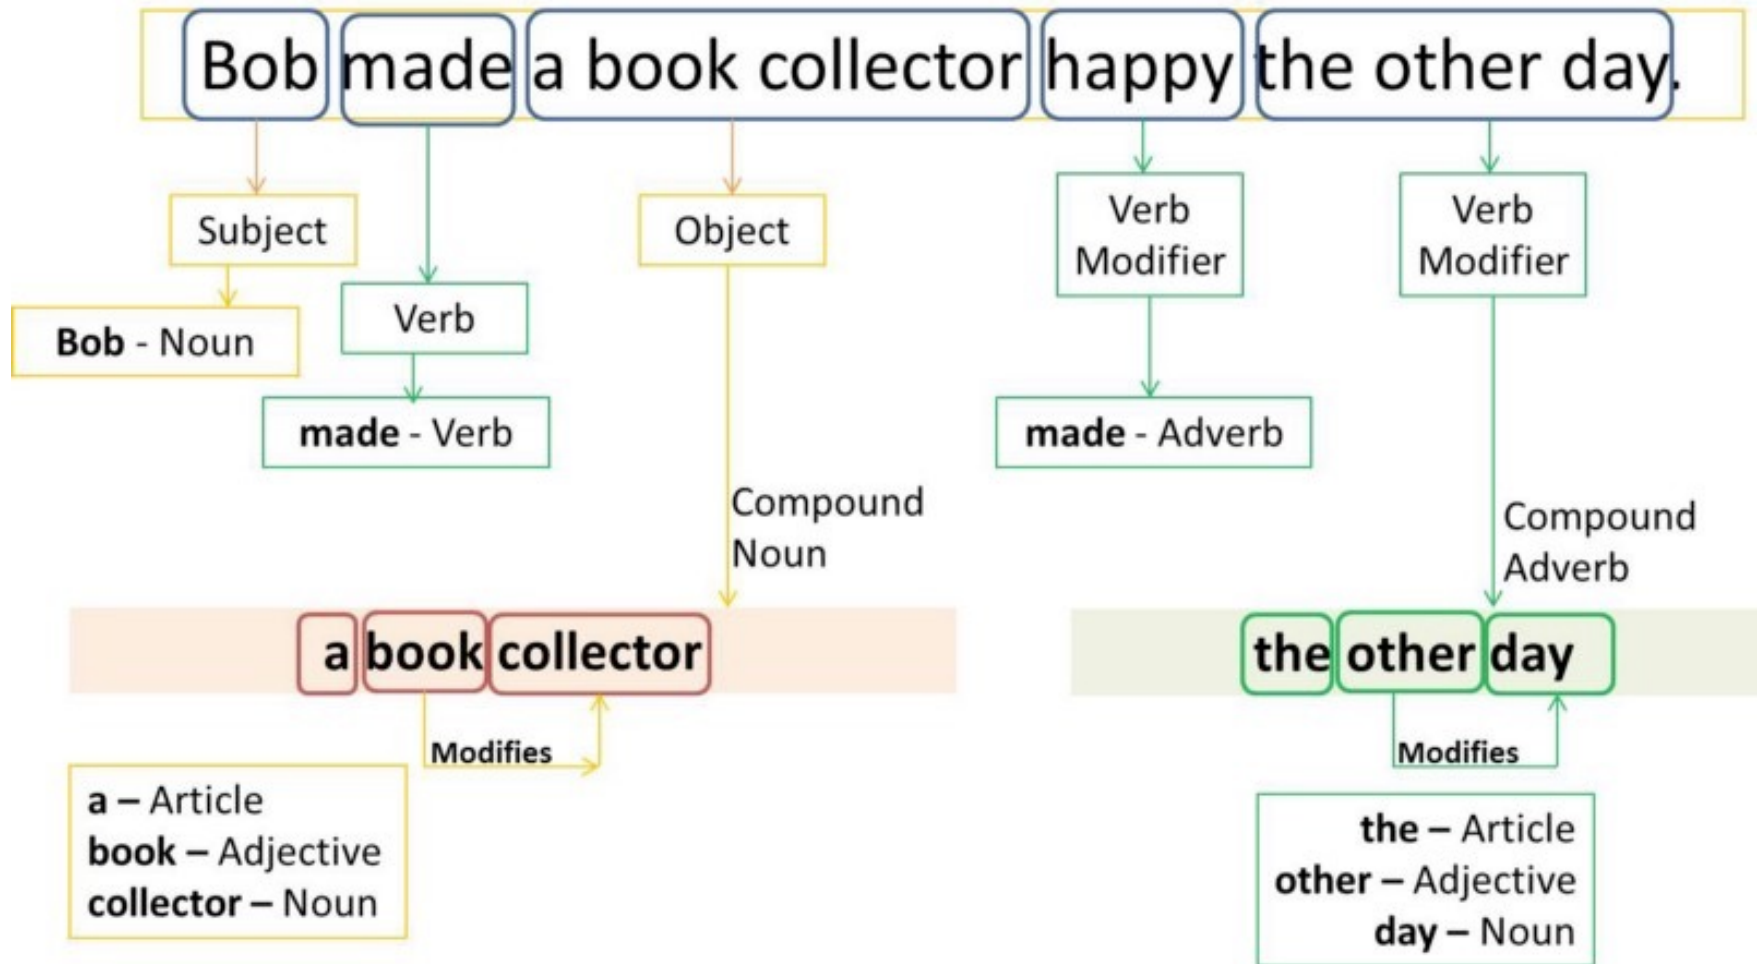 Bob made a book collector happy the other day.
Subject
Object
Verb
Modifier
Verb
Modifier
Bob - Noun
Verb
made - Verb
made - Adverb
Compound
Noun
Compound
Adverb
a book collector
the other day
Modifies
Modifies
a – Article
book – Adjective
collector – Noun
the – Article
other – Adjective
day – Noun